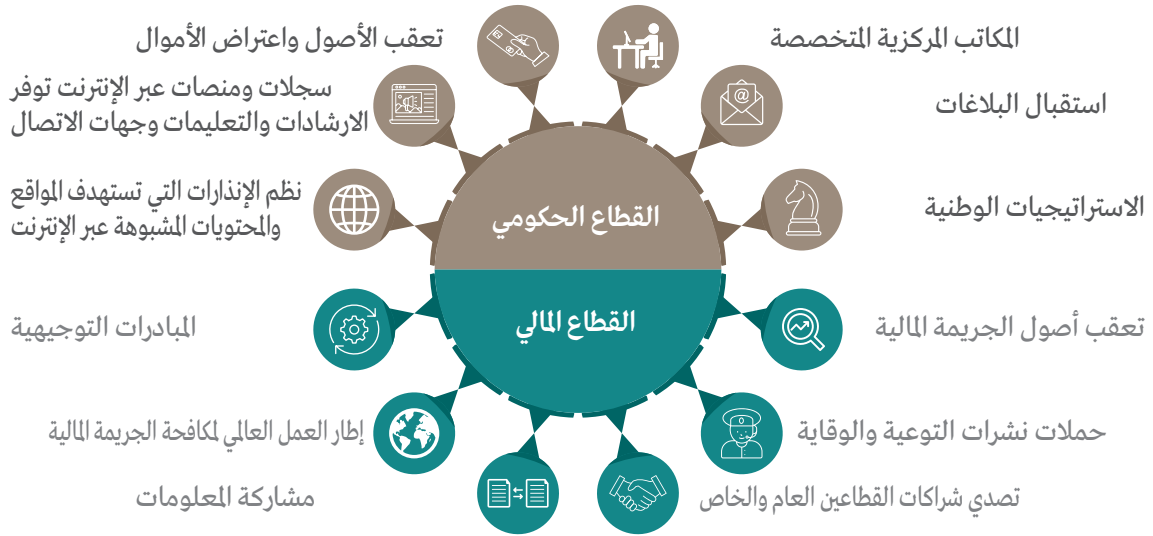 المكاتب المركزية المتخصصة
تعقب الأصول واعتراض الأموال
استقبال البلاغات
سجلات ومنصات عبر الإنترنت توفر
الارشادات والتعليمات وجهات الاتصال
الاستراتيجيات الوطنية
نظم الإنذارات التي تستهدف المواقع
والمحتويات المشبوهة عبر الإنترنت
القطاع الحكومي
القطاع المالي
تعقب أصول الجريمة المالية
المبادرات التوجيهية
حملات نشرات التوعية والوقاية
إطار العمل العالمي لمكافحة الجريمة المالية
تصدي شراكات القطاعين العام والخاص
مشاركة المعلومات